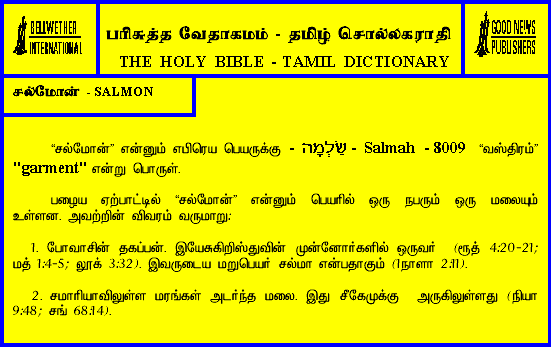 BELLWETHER
INTERNATIONAL
பரிசுத்த வேதாகமம் - தமிழ் சொல்லகராதி
THE HOLY BIBLE - TAMIL DICTIONARY
GOOD NEWS
PUBLISHERS
சல்மோன் - SALMON
“சல்மோன்” என்னும் எபிரெய பெயருக்கு - שַׂלְמָה - Salmah - 8009 “வஸ்திரம்”
"garment" என்று பொருள்.
பழைய ஏற்பாட்டில் “சல்மோன்” என்னும் பெயரில் ஒரு நபரும் ஒரு மலையும்
உள்ளன. அவற்றின் விவரம் வருமாறு:
1. போவாசின் தகப்பன். இயேசுகிறிஸ்துவின் முன்னோர்களில் ஒருவர் (ரூத் 4:20-21;
மத் 1:4-5; லூக் 3:32). இவருடைய மறுபெயர் சல்மா என்பதாகும் (1நாளா 2:11).
2. சமாரியாவிலுள்ள மரங்கள் அடர்ந்த மலை. இது சீகேமுக்கு அருகிலுள்ளது (நியா
9:48; சங் 68:14).